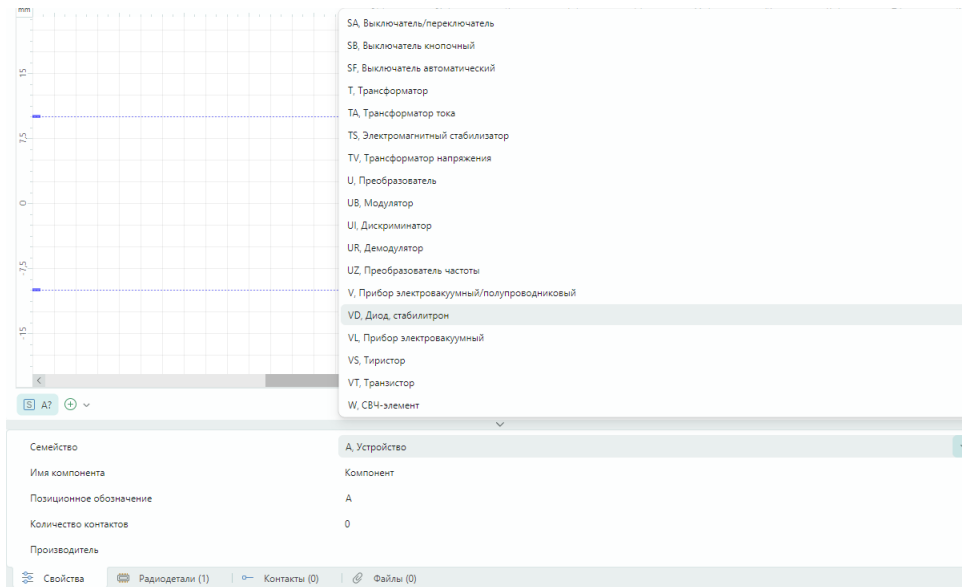 mm
SA, Выключатель/переключатель
SB, Выключатель кнопочный
15
SF, Выключатель автоматический
T, Трансформатор
TA, Трансформатор тока
7,5
TS, Электромагнитный стабилизатор
TV, Трансформатор напряжения
U, Преобразователь
0
UB, Модулятор
UI, Дискриминатор
UR, Демодулятор
-7,5
UZ, Преобразователь частоты
V, Прибор электровакуумный/полупроводниковый
VD, Диод, стабилитрон
-15
VL, Прибор электровакуумный
VS, Тиристор
VT, Транзистор
S A?
W, СВЧ-элемент
Семейство A, Устройство
Имя компонента Компонент
Позиционное обозначение A
Количество контактов 0
Производитель
Свойства Радиодетали (1) Контакты (0) Файлы (0)